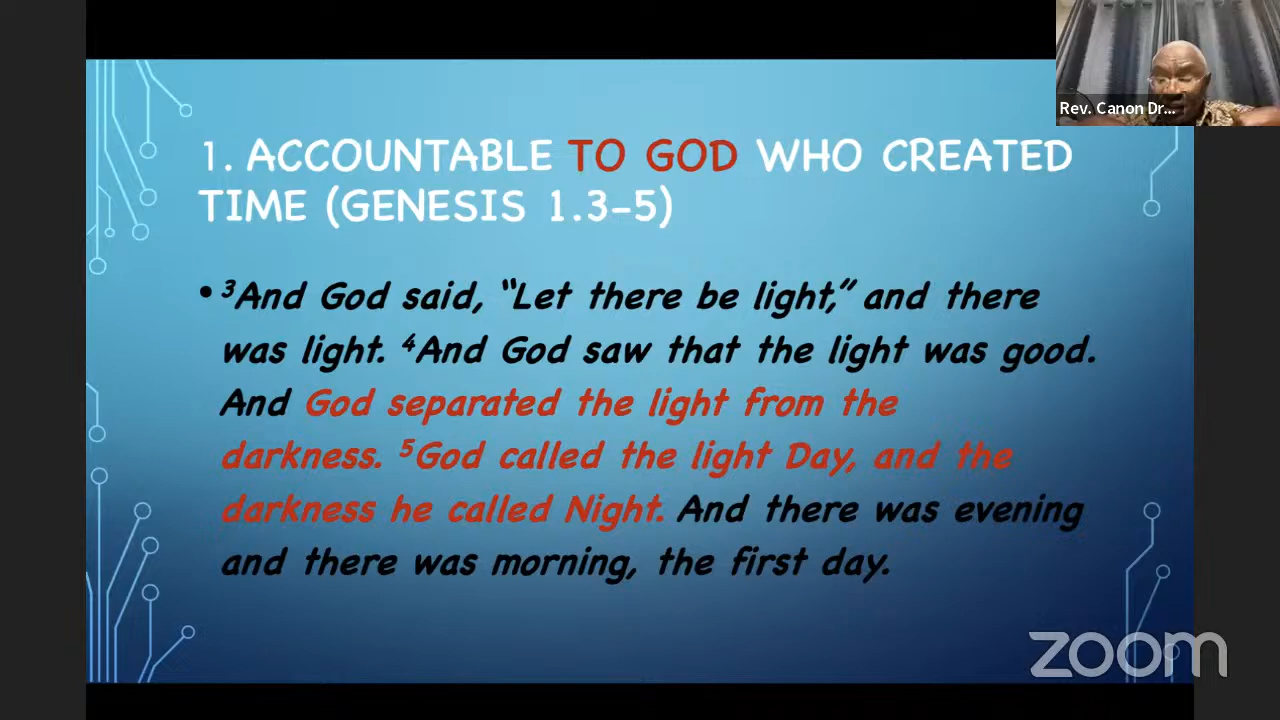 Rev. Canon Dr...
1. ACCOUNTABLE TO GOD WHO CREATED
TIME (GENESIS 1.3-5)
• ³And God said, “Let there be light,” and there
was light. ⁴And God saw that the light was good.
And God separated the light from the
darkness. ⁵God called the light Day, and the
darkness he called Night. And there was evening
and there was morning, the first day.
zoom